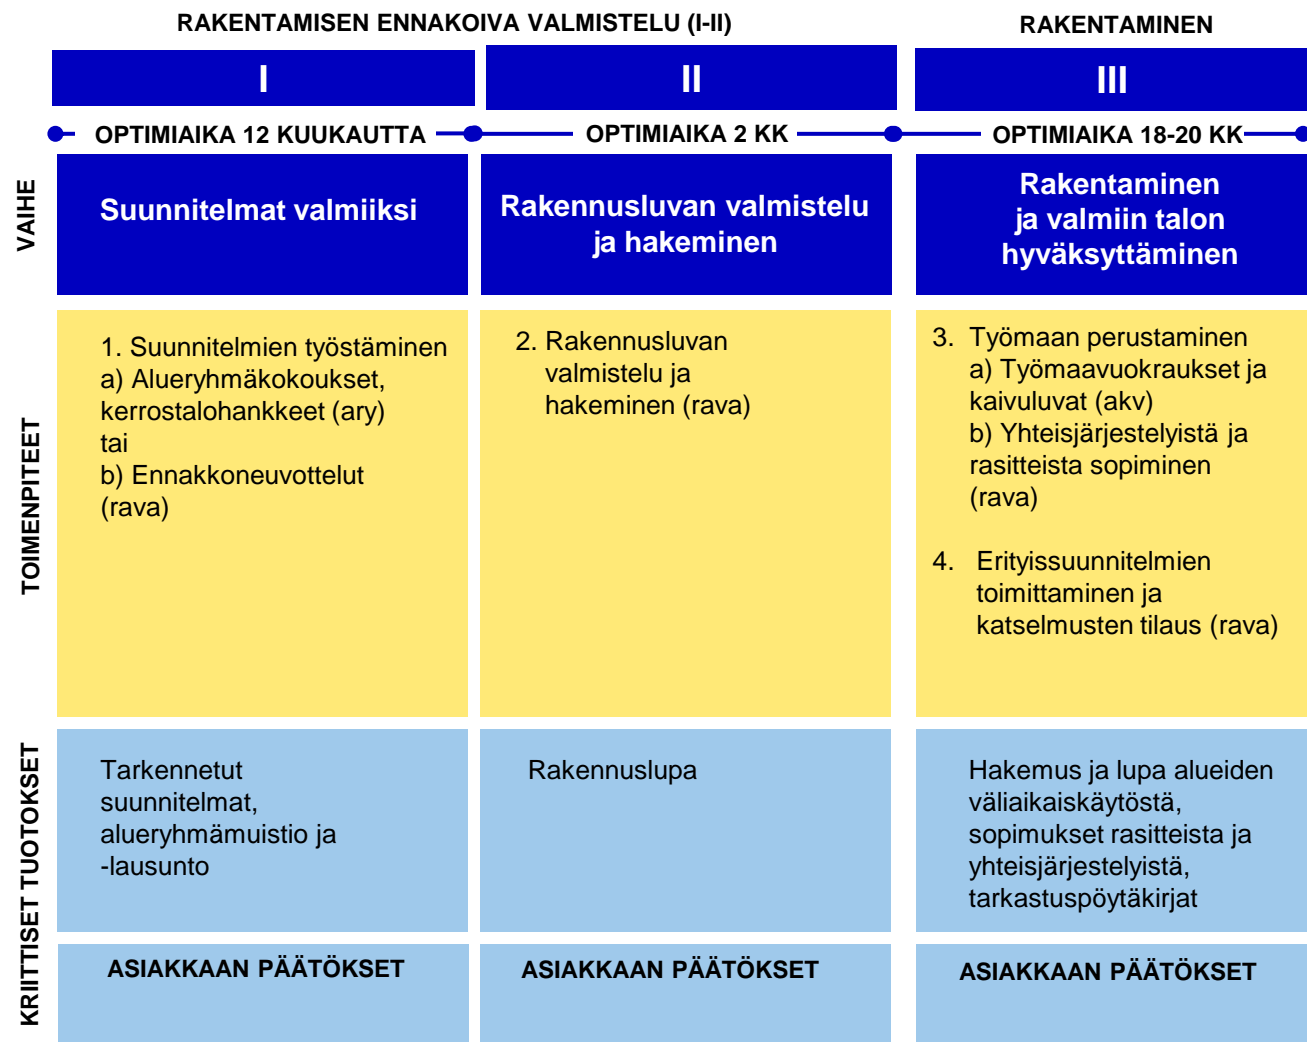 RAKENTAMISEN ENNAKOIVA VALMISTELU (I-II)
RAKENTAMINEN
I
II
III
OPTIMIAIKA 12 KUUKAUTTA
OPTIMIAIKA 2 KK
OPTIMIAIKA 18-20 KK
VAIHE
Suunnitelmat valmiiksi
Rakennusluvan valmistelu
ja hakeminen
Rakentaminen
ja valmiin talon
hyväksyttäminen
TOIMENPITEET
1. Suunnitelmien työstäminen
a) Alueryhmäkokoukset,
kerrostalohankkeet (ary)
tai
b) Ennakkoneuvottelut
(rava)
2. Rakennusluvan
valmistelu ja
hakeminen (rava)
3. Työmaan perustaminen
a) Työmaavuokraukset ja
kaivuluvat (akv)
b) Yhteisjärjestelyistä ja
rasitteista sopiminen
(rava)
4. Erityissuunnitelmien
toimittaminen ja
katselmusten tilaus (rava)
KRIITTISET TUOTOKSET
Tarkennetut
suunnitelmat,
alueryhmämuistio ja
-lausunto
Rakennuslupa
Hakemus ja lupa alueiden
väliaikaiskäytöstä,
sopimukset rasitteista ja
yhteisjärjestelyistä,
tarkastuspöytäkirjat
ASIAKKAAN PÄÄTÖKSET
ASIAKKAAN PÄÄTÖKSET
ASIAKKAAN PÄÄTÖKSET